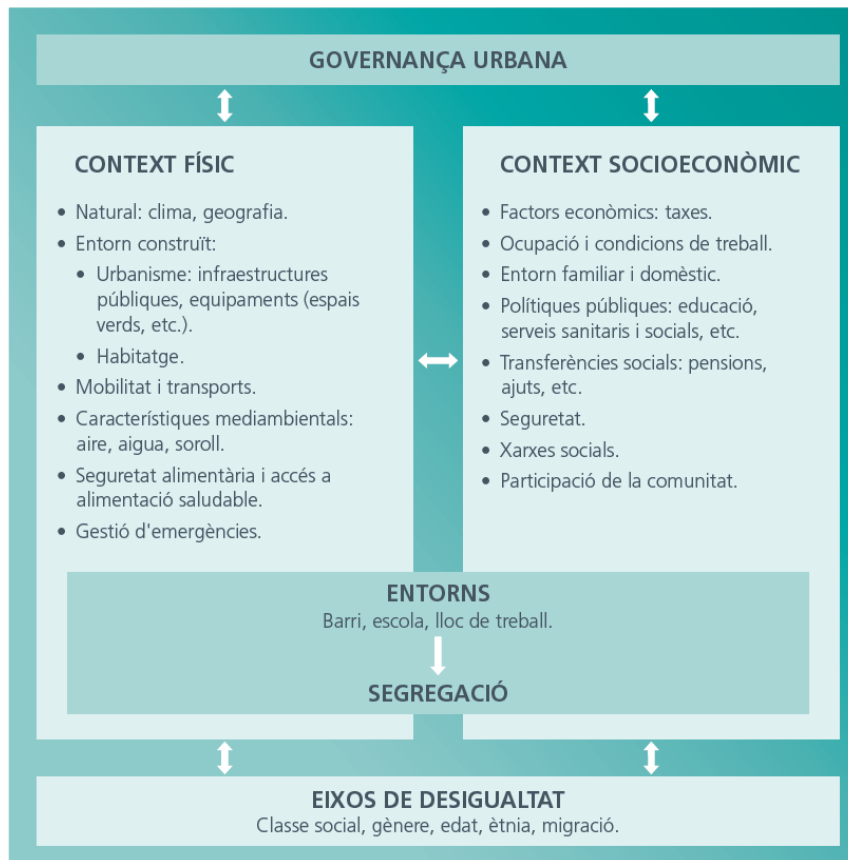 GOVERNANÇA URBANA
CONTEXT FÍSIC
• Natural: clima, geografia.
• Entorn construït:
• Urbanisme: infraestructures
públiques, equipaments (espais
verds, etc.).
• Habitatge.
• Mobilitat i transports.
• Característiques mediambientals:
aire, aigua, soroll.
• Seguretat alimentària i accés a
alimentació saludable.
• Gestió d'emergències.
CONTEXT SOCIOECONÒMIC
• Factors econòmics: taxes.
• Ocupació i condicions de treball.
• Entorn familiar i domèstic.
• Polítiques públiques: educació,
serveis sanitaris i socials, etc.
• Transferències socials: pensions,
ajuts, etc.
• Seguretat.
• Xarxes socials.
• Participació de la comunitat.
ENTORNS
Barri, escola, lloc de treball.
SEGREGACIÓ
EIXOS DE DESIGUALTAT
Classe social, gènere, edat, ètnia, migració.